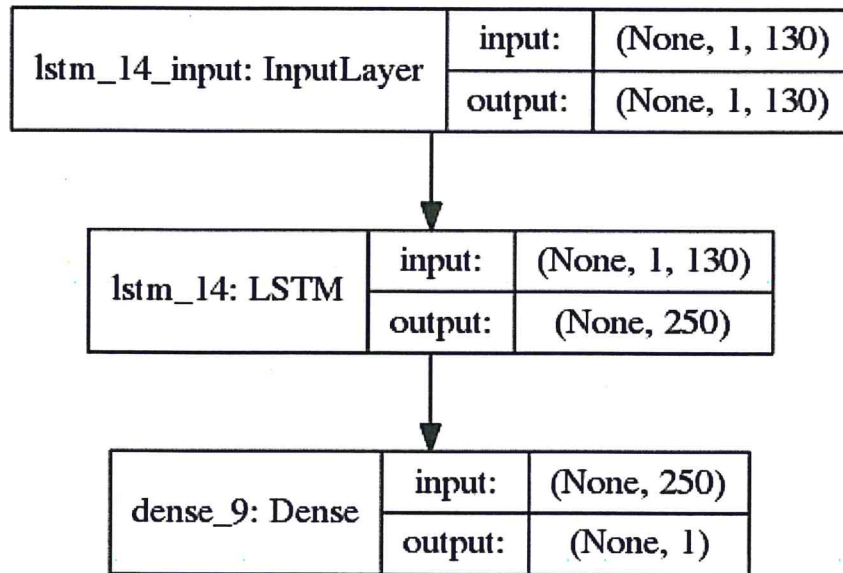 lstm_14_input: InputLayer
input:
(None, 1, 130)
output:
(None, 1, 130)
lstm_14: LSTM
input:
(None, 1, 130)
output:
(None, 250)
dense_9: Dense
input:
(None, 250)
output:
(None, 1)